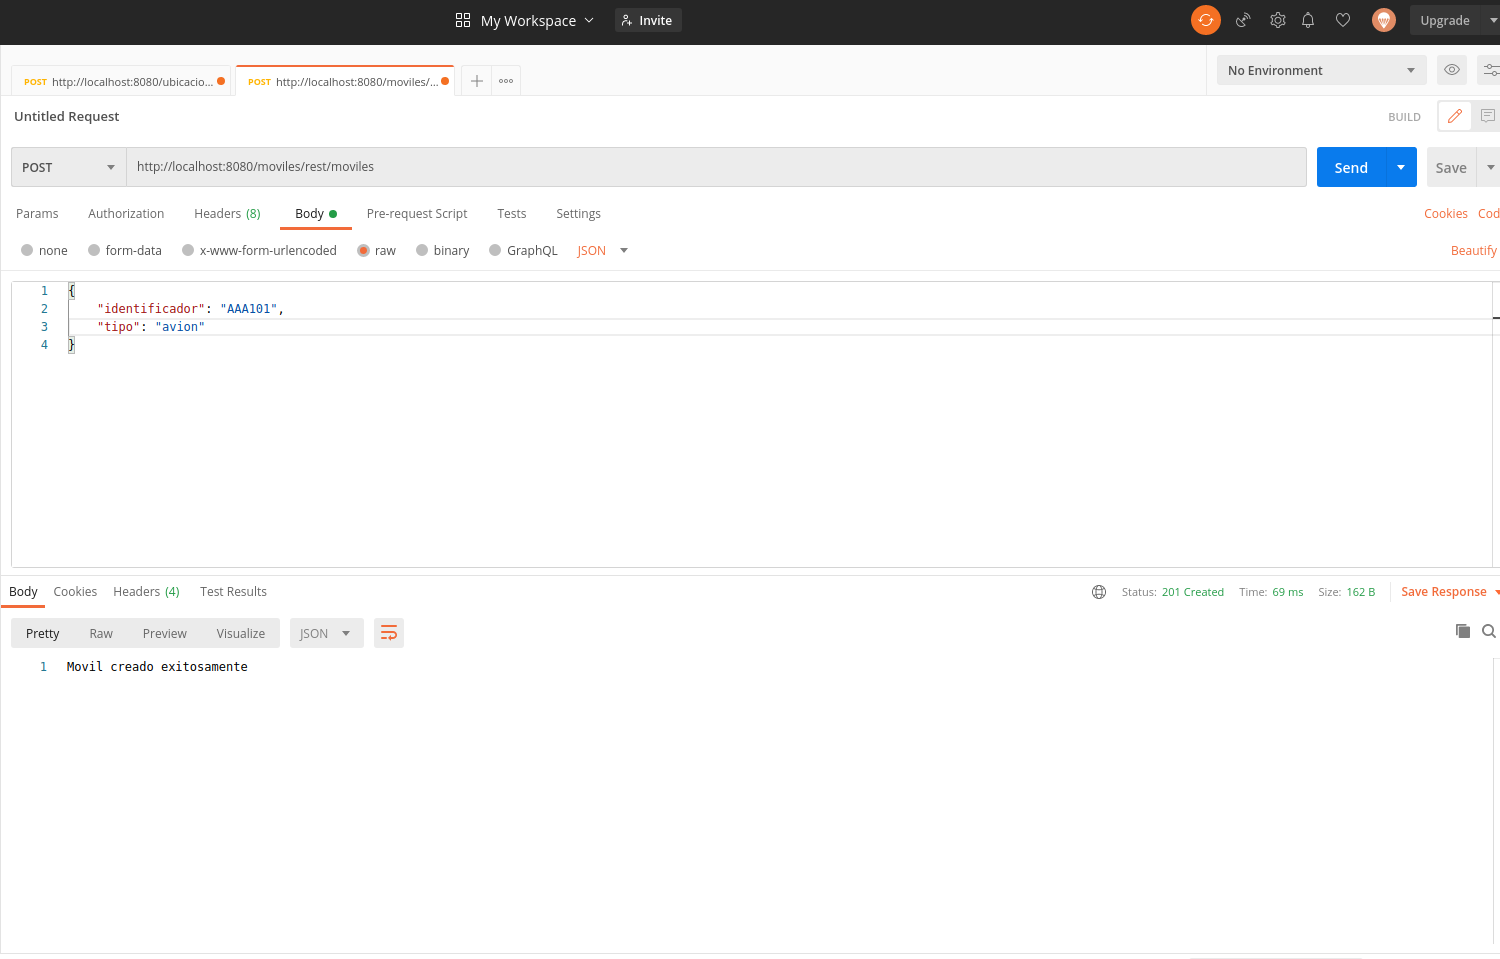 My Workspace Invite Upgrade
POST http://localhost:8080/ubicacio... POST http://localhost:8080/moviles/... No Environment
Untitled Request BUILD
POST http://localhost:8080/moviles/rest/moviles Send Save
Params Authorization Headers (8) Body Pre-request Script Tests Settings Cookies Cod
none form-data x-www-form-urlencoded raw binary GraphQL JSON Beautify
1 {
2 "identificador": "AAA101",
3 "tipo": "avion"
4 }
Body Cookies Headers (4) Test Results Status: 201 Created Time: 69 ms Size: 162 B Save Response
Pretty Raw Preview Visualize JSON
1 Movil creado exitosamente